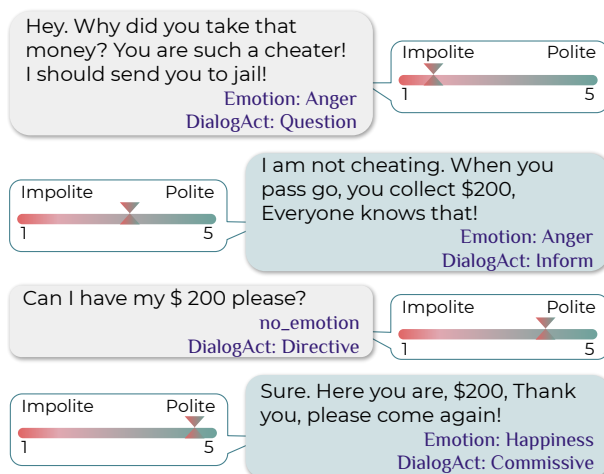 Hey. Why did you take that
money? You are such a cheater!
I should send you to jail!
Emotion: Anger
DialogAct: Question
Impolite Polite
1 5
I am not cheating. When you
pass go, you collect $200,
Everyone knows that!
Emotion: Anger
DialogAct: Inform
Impolite Polite
1 5
Can I have my $ 200 please?
no_emotion
DialogAct: Directive
Impolite Polite
1 5
Sure. Here you are, $200, Thank
you, please come again!
Emotion: Happiness
DialogAct: Commissive
Impolite Polite
1 5